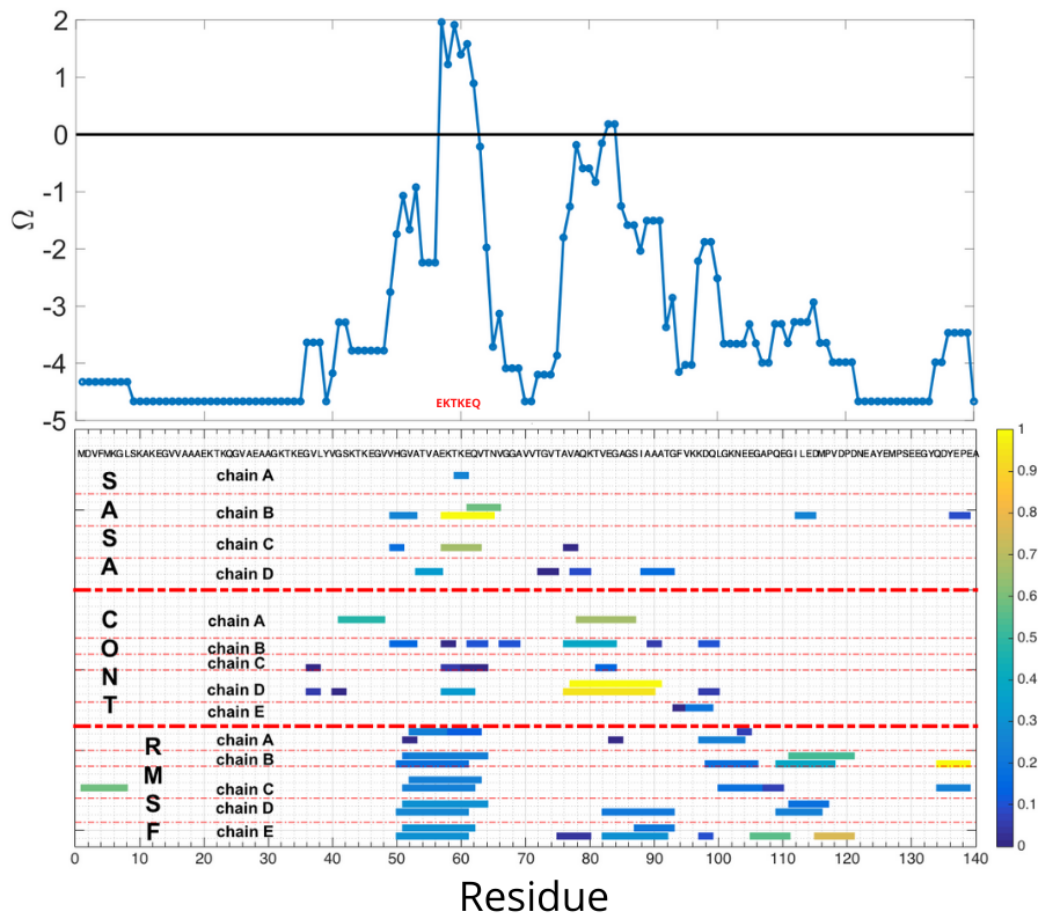 2
1
0
-1
-2
-3
-4
-5
Ω
EKTKEQ
MDVFMKGLSKAKEGVVAAAEKTKQGVAEAAGKTKEGVLYVGSKTKEGVVHGVATVAEKTKEQVTNVGGAVVTGVTAVAQKTVEGAGSIAAATGFVKKDQLGKNEEGAPQEGILEDMPVDPDNEAYEMPSEEGYQDYEPEA
SASA
chain A
chain B
chain C
chain D
CONT
chain A
chain B
chain C
chain D
chain E
RMSF
chain A
chain B
chain C
chain D
chain E
1
0.9
0.8
0.7
0.6
0.5
0.4
0.3
0.2
0.1
0
0 10 20 30 40 50 60 70 80 90 100 110 120 130 140
Residue